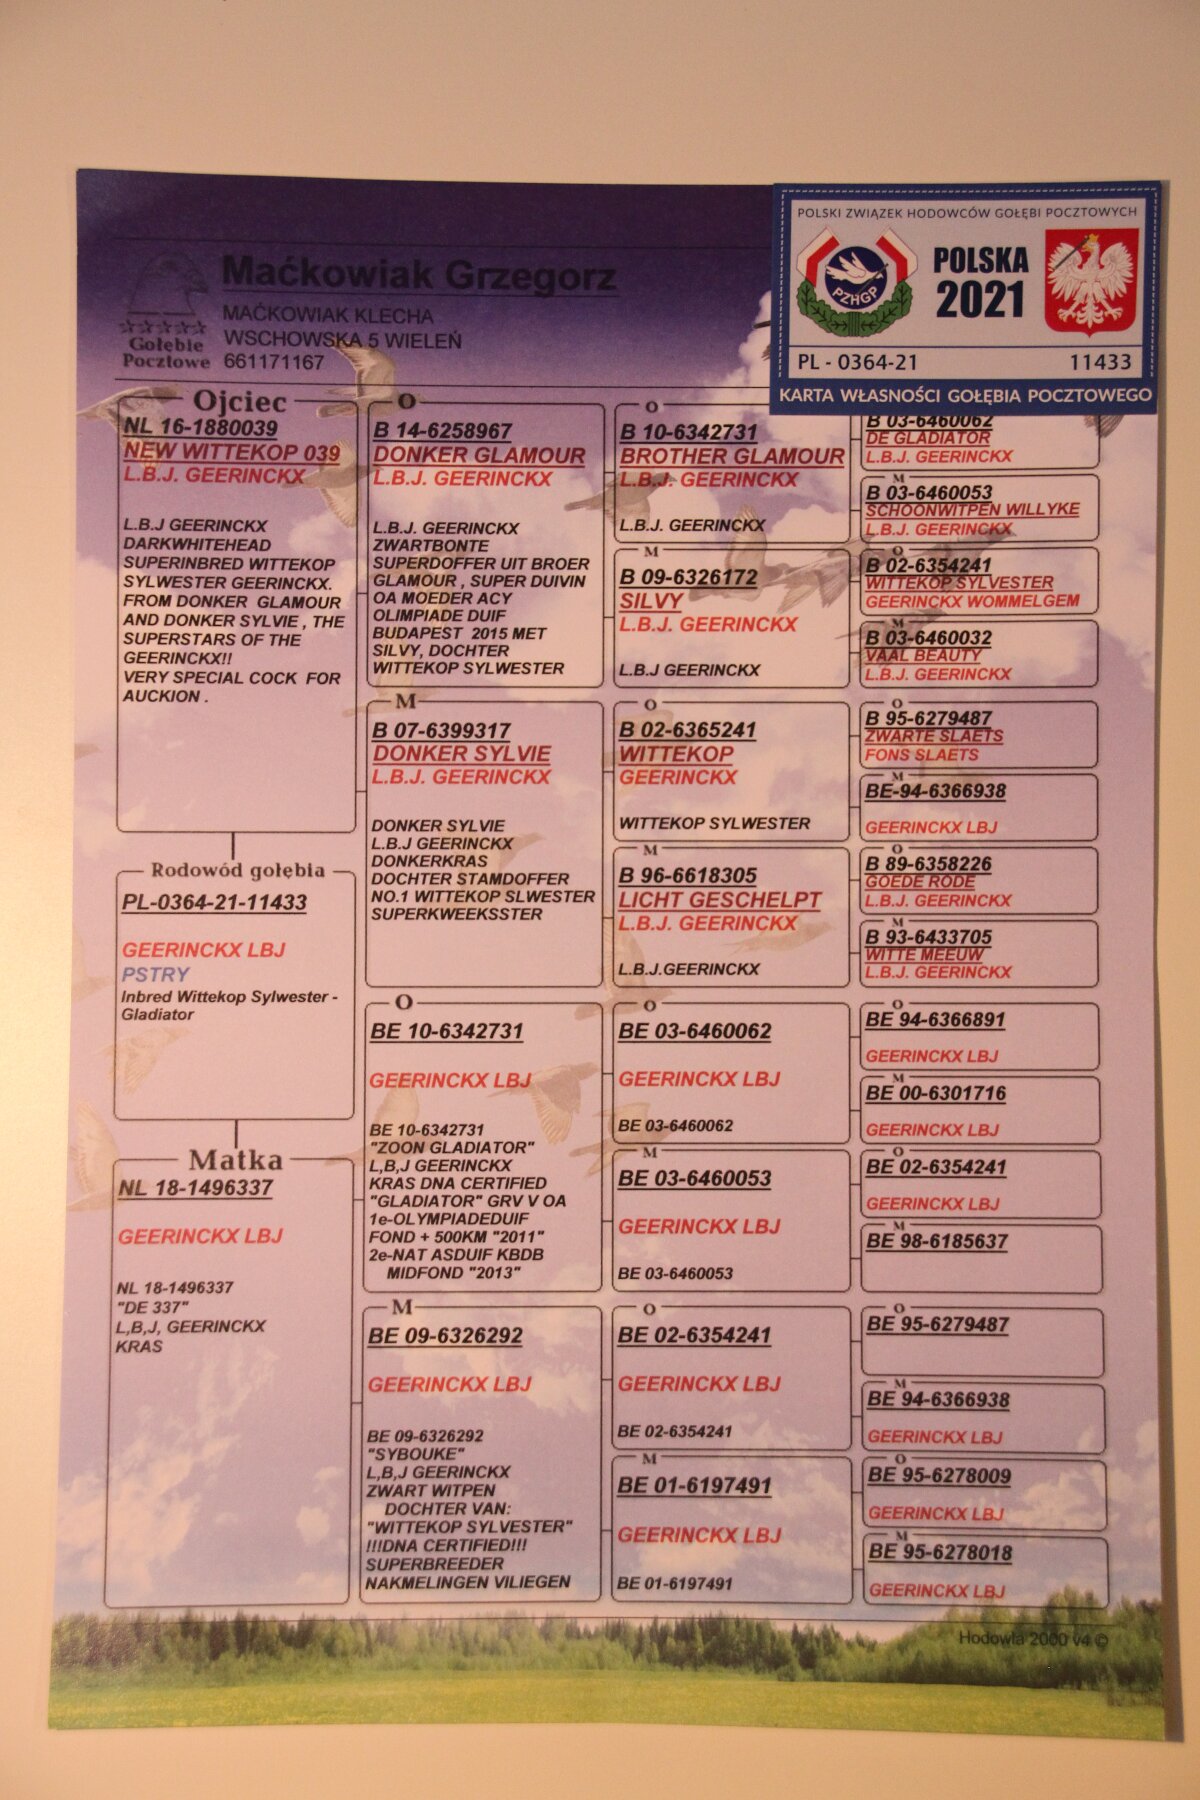 POLSKI ZWIĄZEK HODOWCÓW GOŁĘBI POCZTOWYCH
PZHGP
POLSKA
2021
PL - 0364-21 11433
KARTA WŁASNOŚCI GOŁĘBIA POCZTOWEGO
Maćkowiak Grzegorz
MAĆKOWIAK KLECHA
WSCHOWSKA 5 WIELEŃ
661171167
Gołębie
Pocztowe
Ojciec
NL 16-1880039
NEW WITTEKOP 039
L.B.J. GEERINCKX
L.B.J GEERINCKX
DARKWHITEHEAD
SUPERINBRED WITTEKOP
SYLWESTER GEERINCKX.
FROM DONKER GLAMOUR
AND DONKER SYLVIE , THE
SUPERSTARS OF THE
GEERINCKX!!
VERY SPECIAL COCK FOR
AUCKION .
Rodowód gołębia
PL-0364-21-11433
GEERINCKX LBJ
PSTRY
Inbred Wittekop Sylwester -
Gladiator
Matka
NL 18-1496337
GEERINCKX LBJ
NL 18-1496337
"DE 337"
L,B,J, GEERINCKX
KRAS
O
B 14-6258967
DONKER GLAMOUR
L.B.J. GEERINCKX
L.B.J. GEERINCKX
ZWARTBONTE
SUPERDOFFER UIT BROER
GLAMOUR , SUPER DUIVIN
OA MOEDER ACY
OLIMPIADE DUIF
BUDAPEST 2015 MET
SILVY, DOCHTER
WITTEKOP SYLWESTER
M
B 07-6399317
DONKER SYLVIE
L.B.J. GEERINCKX
DONKER SYLVIE
L.B.J GEERINCKX
DONKERKRAS
DOCHTER STAMDOFFER
NO.1 WITTEKOP SLWESTER
SUPERKWEEKSSTER
O
BE 10-6342731
GEERINCKX LBJ
BE 10-6342731
"ZOON GLADIATOR"
L,B,J GEERINCKX
KRAS DNA CERTIFIED
"GLADIATOR" GRV V OA
1e-OLYMPIADEDUIF
FOND + 500KM "2011"
2e-NAT ASDUIF KBDB
MIDFOND "2013"
M
BE 09-6326292
GEERINCKX LBJ
BE 09-6326292
"SYBOUKE"
L,B,J GEERINCKX
ZWART WITPEN
DOCHTER VAN:
"WITTEKOP SYLVESTER"
!!!DNA CERTIFIED!!!
SUPERBREEDER
NAKMELINGEN VILIEGEN
O
B 10-6342731
BROTHER GLAMOUR
L.B.J. GEERINCKX
L.B.J. GEERINCKX
M
B 09-6326172
SILVY
L.B.J. GEERINCKX
L.B.J GEERINCKX
O
B 02-6365241
WITTEKOP
GEERINCKX
WITTEKOP SYLWESTER
M
B 96-6618305
LICHT GESCHELPT
L.B.J. GEERINCKX
L.B.J.GEERINCKX
O
BE 03-6460062
GEERINCKX LBJ
BE 03-6460062
M
BE 03-6460053
GEERINCKX LBJ
BE 03-6460053
O
BE 02-6354241
GEERINCKX LBJ
BE 02-6354241
M
BE 01-6197491
GEERINCKX LBJ
BE 01-6197491
B 03-6460062
DE GLADIATOR
L.B.J. GEERINCKX
M
B 03-6460053
SCHOONWITPEN WILLYKE
L.B.J. GEERINCKX
O
B 02-6354241
WITTEKOP SYLVESTER
GEERINCKX WOMMELGEM
M
B 03-6460032
VAAL BEAUTY
L.B.J. GEERINCKX
O
B 95-6279487
ZWARTE SLAETS
FONS SLAETS
M
BE-94-6366938
GEERINCKX LBJ
O
B 89-6358226
GOEDE RODE
L.B.J. GEERINCKX
M
B 93-6433705
WITTE MEEUW
L.B.J. GEERINCKX
O
BE 94-6366891
GEERINCKX LBJ
M
BE 00-6301716
GEERINCKX LBJ
O
BE 02-6354241
GEERINCKX LBJ
M
BE 98-6185637
O
BE 95-6279487
M
BE 94-6366938
GEERINCKX LBJ
O
BE 95-6278009
GEERINCKX LBJ
M
BE 95-6278018
GEERINCKX LBJ
Hodowla 2000 v4 ©